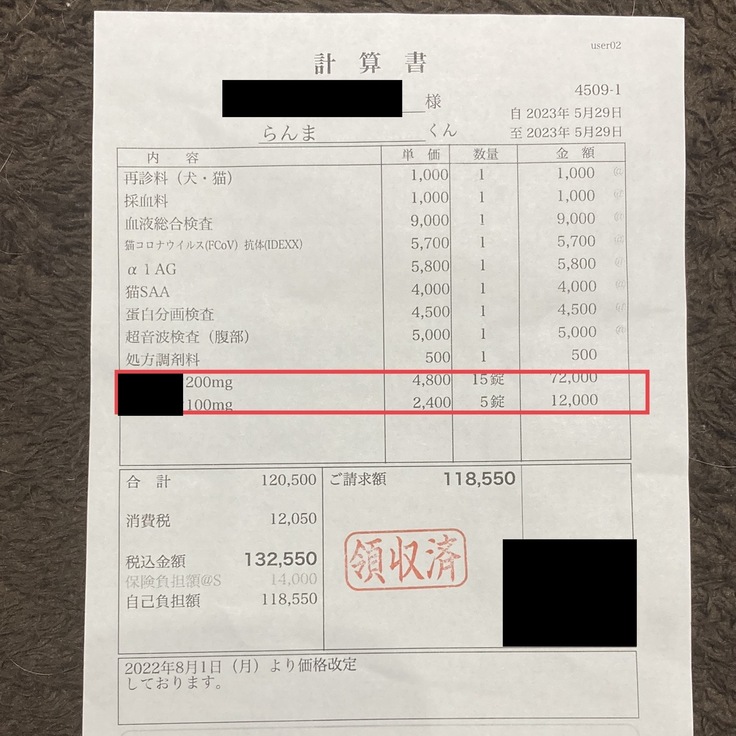 user02
計算書
様
4509-1
らんま くん
自 2023年 5月29日
至 2023年 5月29日
内 容 単 価 数量 金 額
再診料（犬・猫） 1,000 1 1,000
採血料 1,000 1 1,000
血液総合検査 9,000 1 9,000
猫コロナウイルス(FCoV) 抗体(IDEXX) 5,700 1 5,700
α1AG 5,800 1 5,800
猫SAA 4,000 1 4,000
蛋白分画検査 4,500 1 4,500
超音波検査（腹部） 5,000 1 5,000
処方調剤料 500 1 500
200mg 4,800 15錠 72,000
100mg 2,400 5錠 12,000
合 計 120,500 ご請求額 118,550
消費税 12,050
税込金額 132,550
保険負担額@S 14,000
自己負担額 118,550
領収済
2022年8月1日（月）より価格改定
しております。